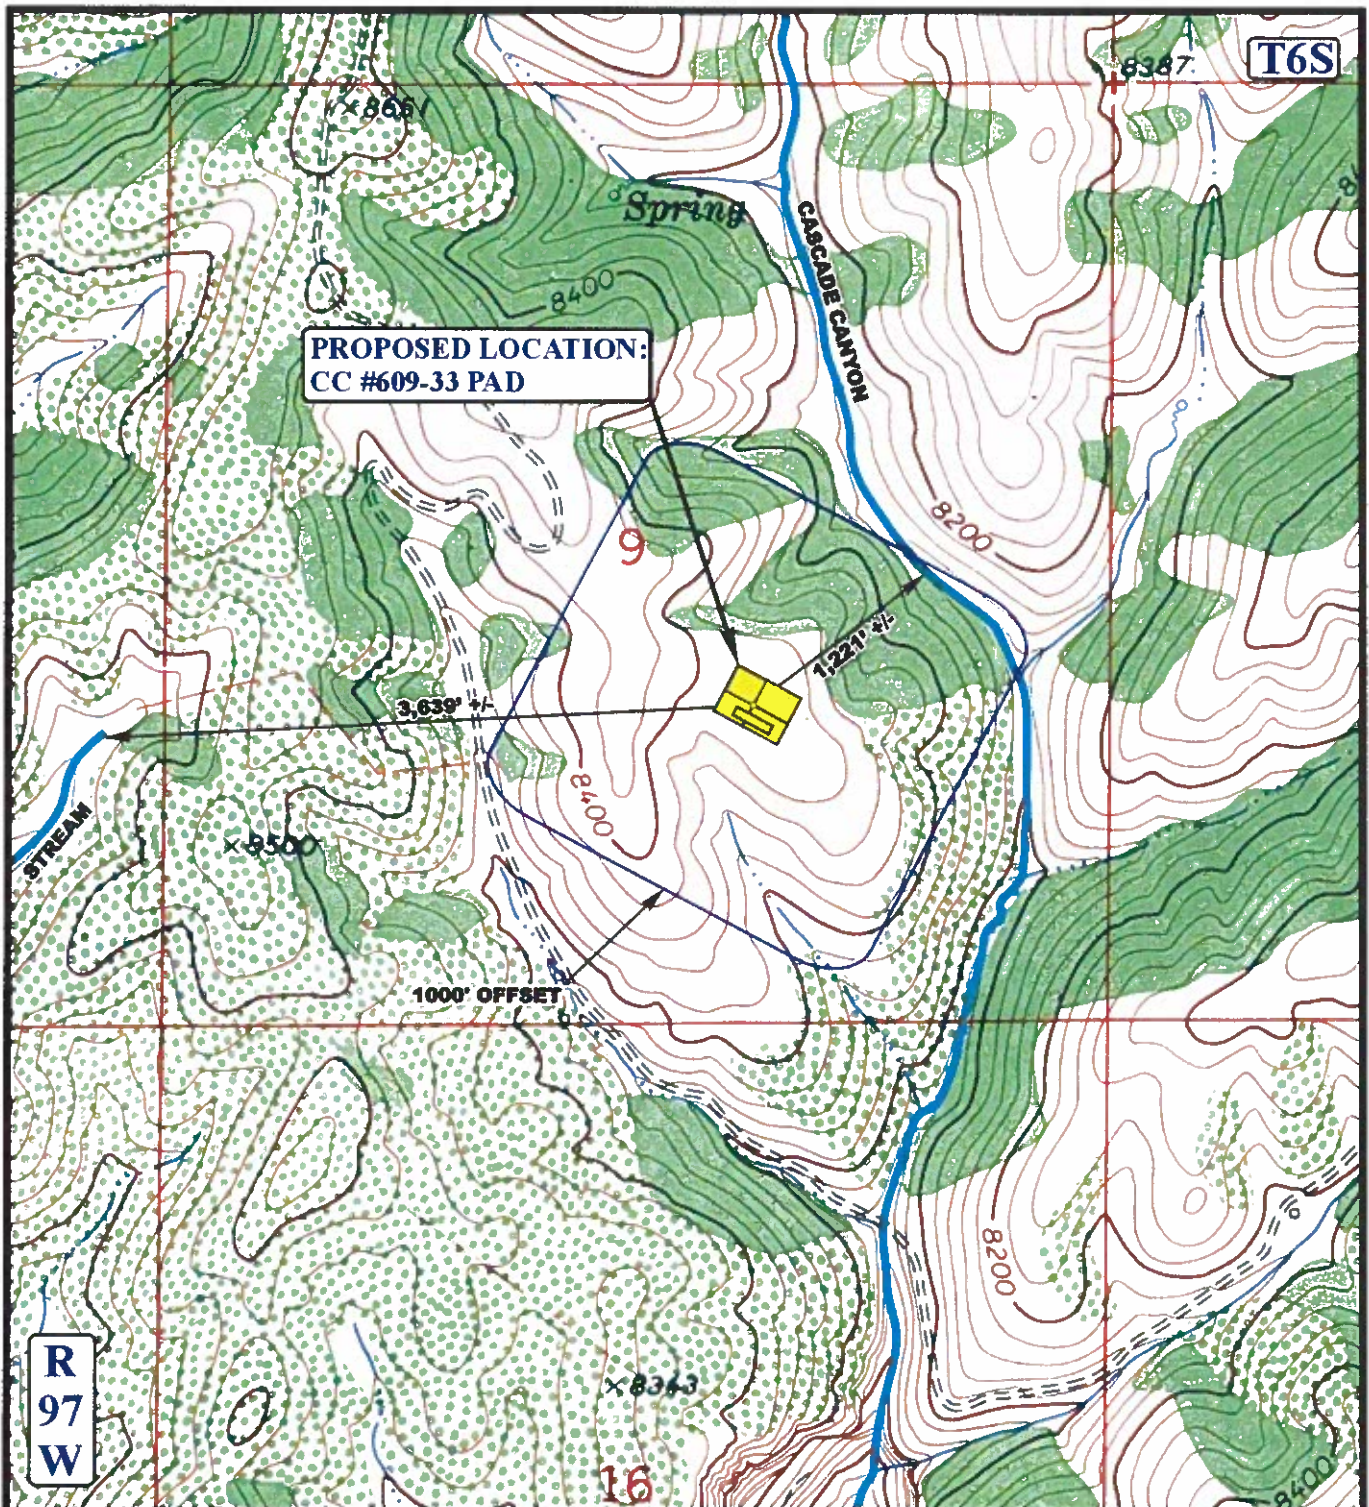 T6S
8387
×8661
Spring
CASCADE CANYON
8400
PROPOSED LOCATION:
CC #609-33 PAD
8200
9
1,221' +/-
3,639' +/-
8400
STREAM
×8500
1000' OFFSET
8200
R
97
W
×8343
16
8400